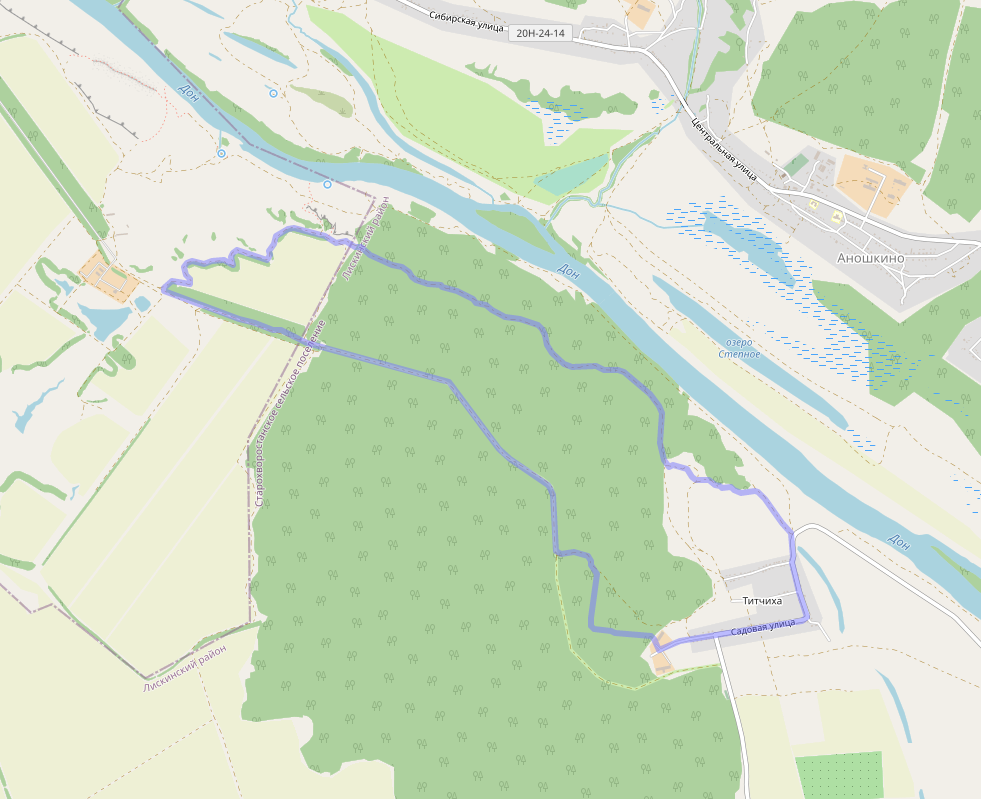 Сибирская улица
20Н-24-14
Дон
Центральная улица
Лискинский район
Аношкино
Дон
озеро
Степное
Старохворостанское сельское поселение
Дон
Титчиха
Садовая улица
Лискинский район